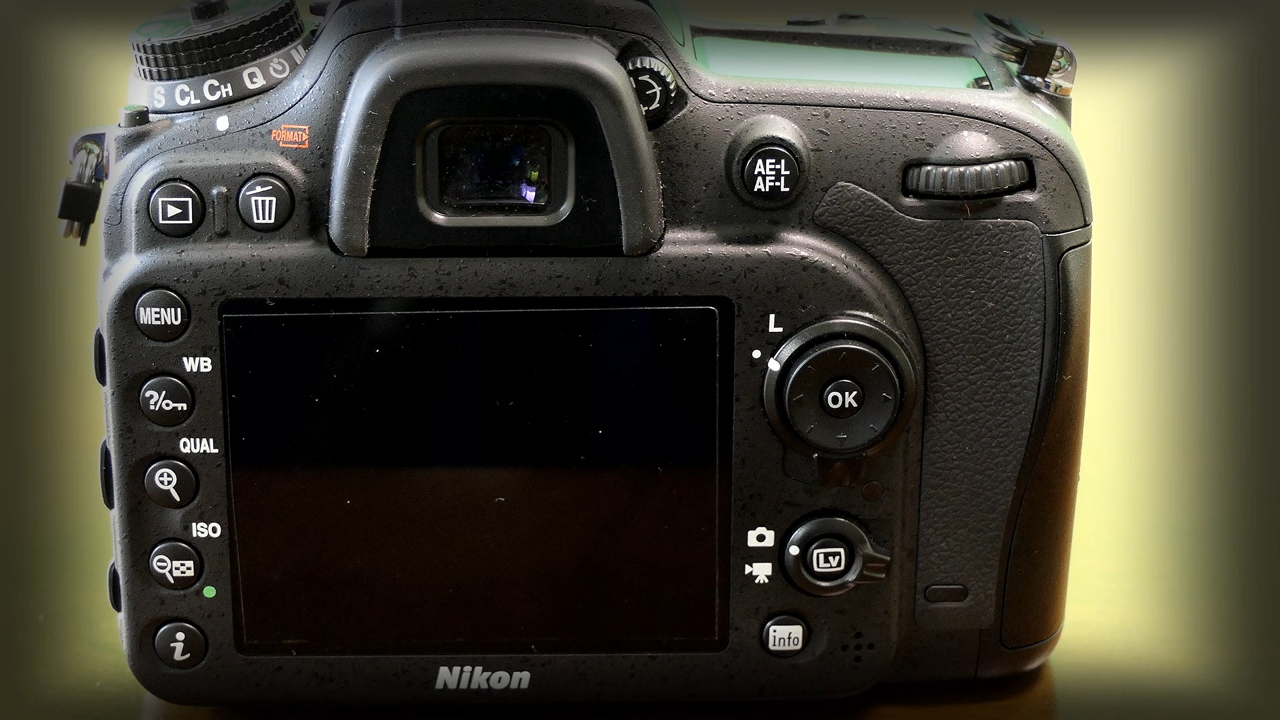 S CL CH Q M
FORMAT
AE-L
AF-L
MENU
WB
?/
QUAL
ISO
i
L
OK
Lv
info
Nikon